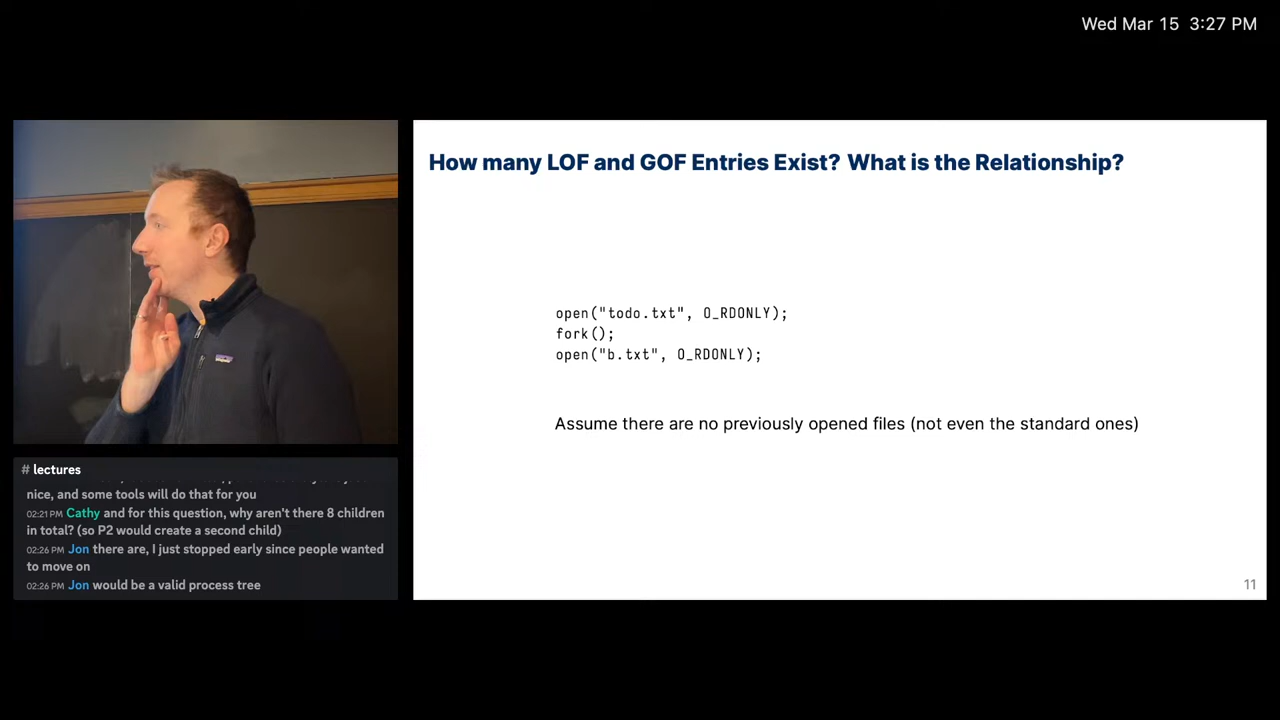 Wed Mar 15 3:27 PM
How many LOF and GOF Entries Exist? What is the Relationship?
open("todo.txt", O_RDONLY);
fork();
open("b.txt", O_RDONLY);
Assume there are no previously opened files (not even the standard ones)
11
# lectures
nice, and some tools will do that for you
02:21 PM Cathy and for this question, why aren't there 8 children
in total? (so P2 would create a second child)
02:26 PM Jon there are, I just stopped early since people wanted
to move on
02:26 PM Jon would be a valid process tree